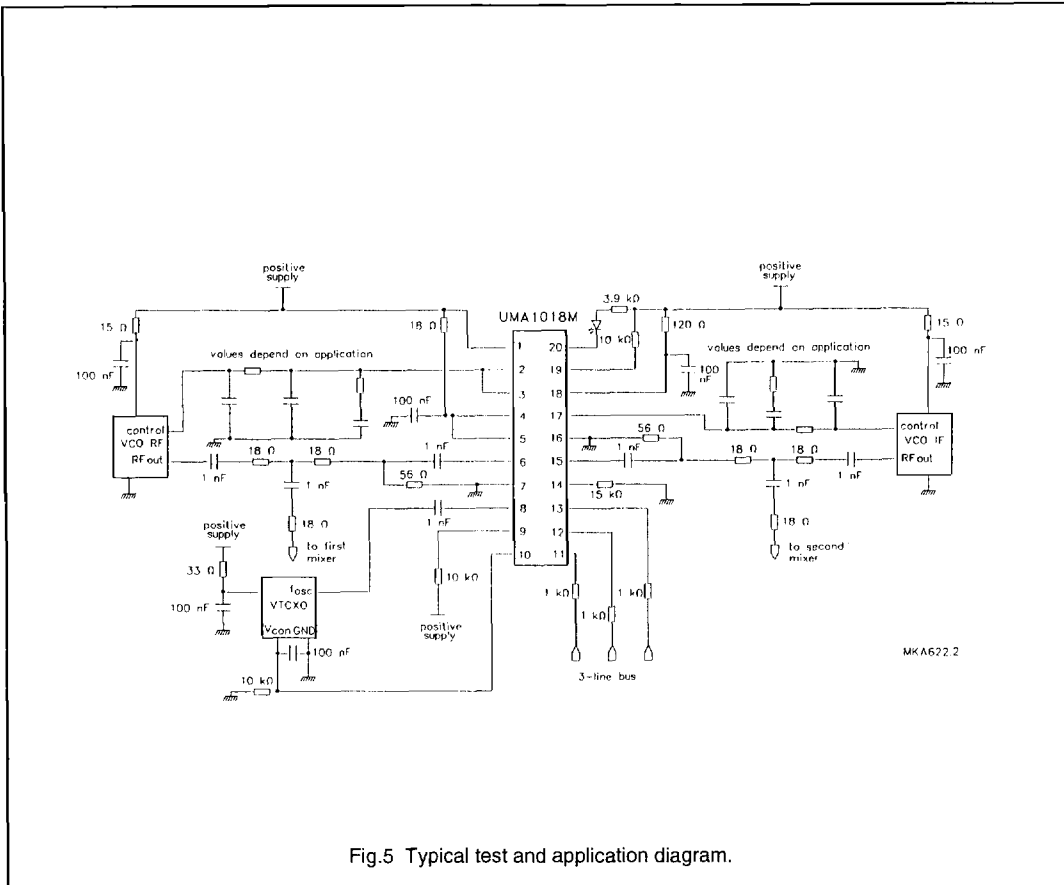 positive
supply
positive
supply
UMA1018M
3.9 kΩ
15 Ω
18 Ω
10 kΩ
120 Ω
15 Ω
100 nF
values depend on application
100 nF
100
nF
values depend on application
100 nF
1
2
3
4
5
6
7
8
9
10
20
19
18
17
16
15
14
13
12
11
control
VCO RF
RF out
1 nF
18 Ω
18 Ω
1 nF
1 nF
56 Ω
18 Ω
to first
mixer
1 nF
56 Ω
1 nF
15 kΩ
18 Ω
18 Ω
1 nF
1 nF
18 Ω
to second
mixer
control
VCO IF
RF out
positive
supply
33 Ω
100 nF
fosc
VTCXO
Vcon GND
100 nF
10 kΩ
10 kΩ
positive
supply
1 kΩ
1 kΩ
1 kΩ
3-line bus
MKA622.2
Fig.5 Typical test and application diagram.